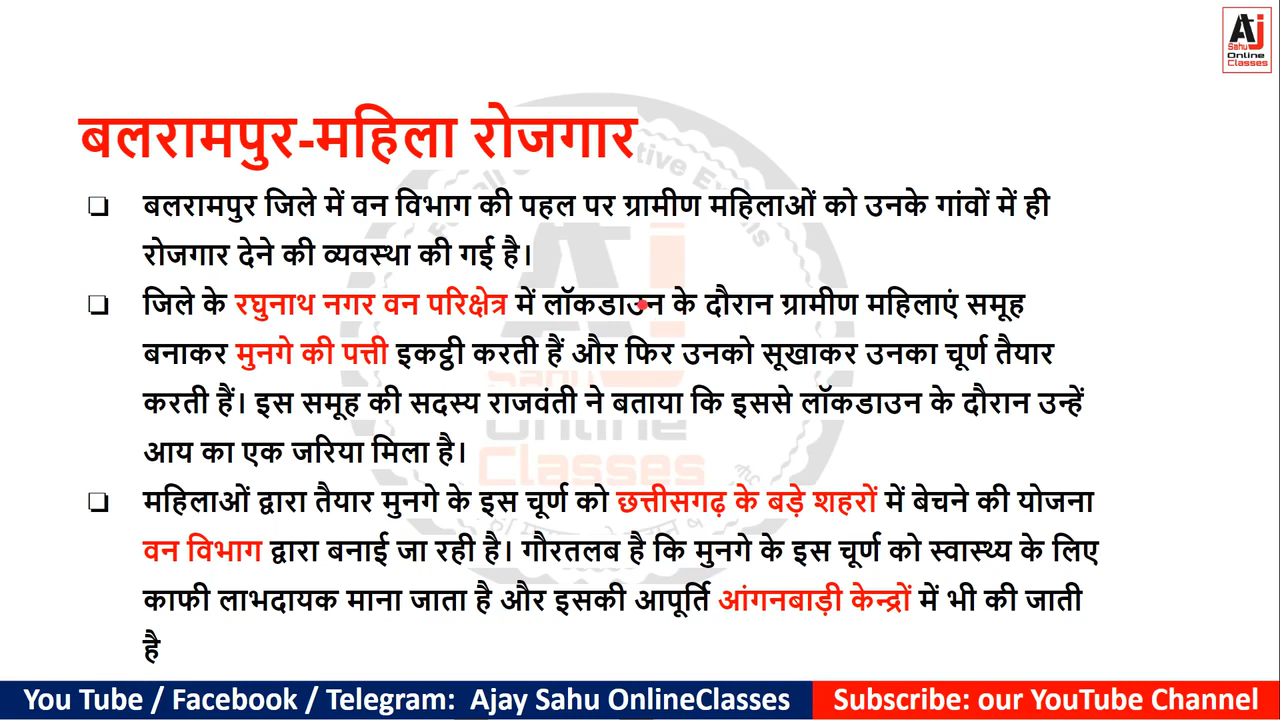 AJ
Sahu
Online
Classes
बलरामपुर-महिला रोजगार
❑ बलरामपुर जिले में वन विभाग की पहल पर ग्रामीण महिलाओं को उनके गांवों में ही
रोजगार देने की व्यवस्था की गई है।
❑ जिले के रघुनाथ नगर वन परिक्षेत्र में लॉकडाउन के दौरान ग्रामीण महिलाएं समूह
बनाकर मुनगे की पत्ती इकट्ठी करती हैं और फिर उनको सूखाकर उनका चूर्ण तैयार
करती हैं। इस समूह की सदस्य राजवंती ने बताया कि इससे लॉकडाउन के दौरान उन्हें
आय का एक जरिया मिला है।
❑ महिलाओं द्वारा तैयार मुनगे के इस चूर्ण को छत्तीसगढ़ के बड़े शहरों में बेचने की योजना
वन विभाग द्वारा बनाई जा रही है। गौरतलब है कि मुनगे के इस चूर्ण को स्वास्थ्य के लिए
काफी लाभदायक माना जाता है और इसकी आपूर्ति आंगनबाड़ी केन्द्रों में भी की जाती
है
You Tube / Facebook / Telegram: Ajay Sahu OnlineClasses Subscribe: our YouTube Channel